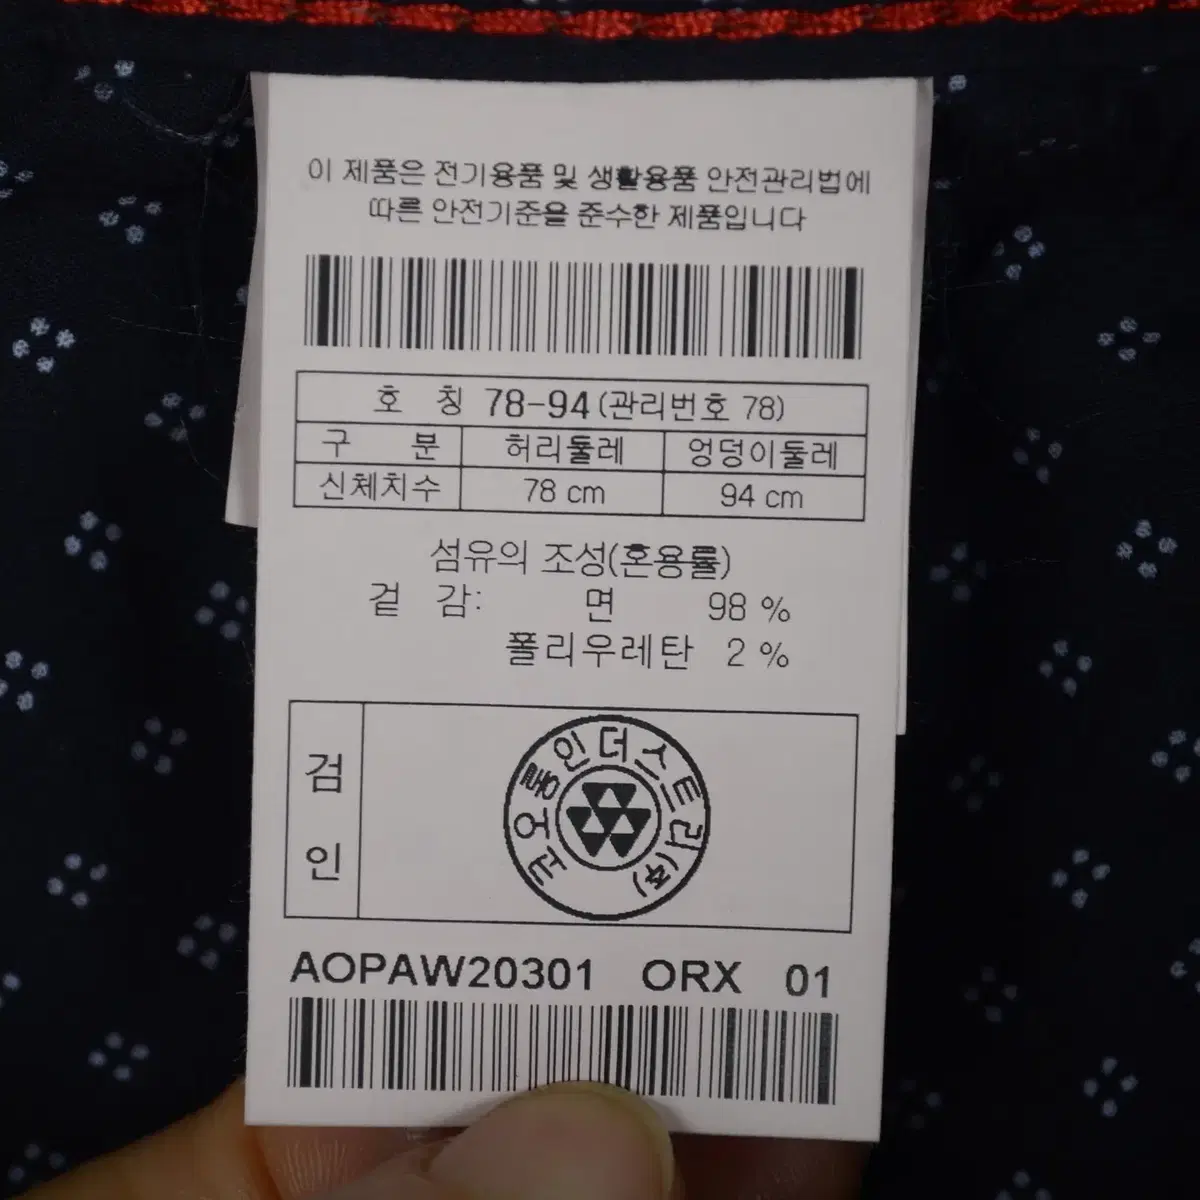 이 제품은 전기용품 및 생활용품 안전관리법에
따른 안전기준을 준수한 제품입니다
호 칭 78-94 (관리번호 78)
구 분 허리둘레 엉덩이둘레
신체치수 78 cm 94 cm
섬유의 조성(혼용률)
겉 감: 면 98 %
폴리우레탄 2 %
검
인
코오롱인더스트리(주)
AOPAW20301 ORX 01